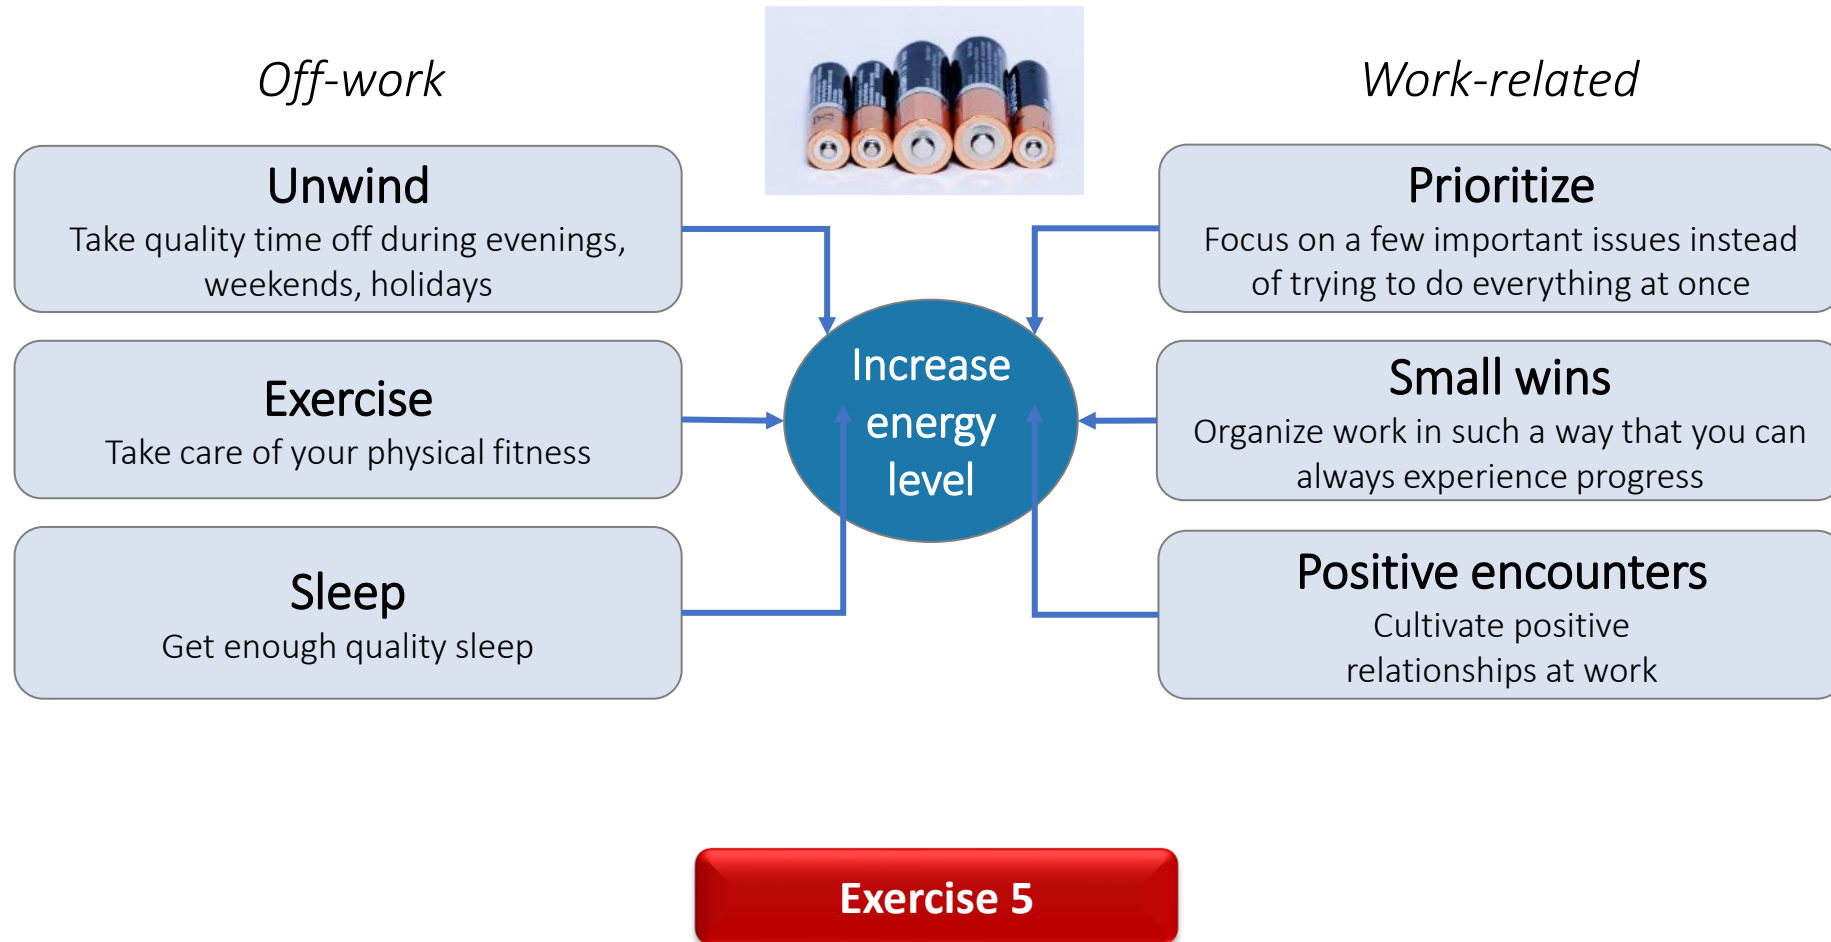 Off-work
Work-related
Unwind
Take quality time off during evenings,
weekends, holidays
Exercise
Take care of your physical fitness
Sleep
Get enough quality sleep
Increase
energy
level
Prioritize
Focus on a few important issues instead
of trying to do everything at once
Small wins
Organize work in such a way that you can
always experience progress
Positive encounters
Cultivate positive
relationships at work
Exercise 5